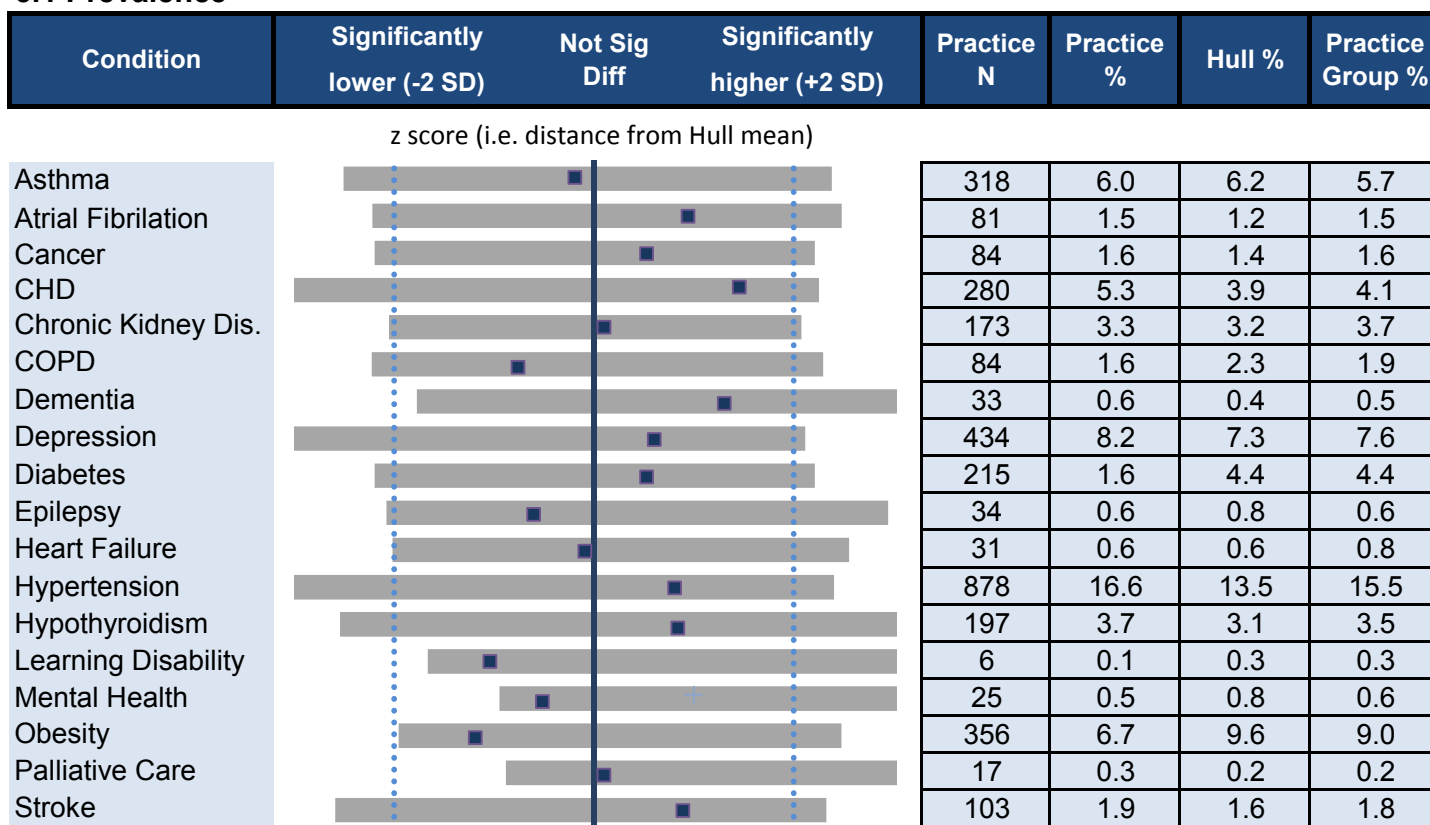 Condition Significantly lower (-2 SD) Not Sig Diff Significantly higher (+2 SD) Practice N Practice % Hull % Practice Group %
z score (i.e. distance from Hull mean)
Asthma 318 6.0 6.2 5.7
Atrial Fibrilation 81 1.5 1.2 1.5
Cancer 84 1.6 1.4 1.6
CHD 280 5.3 3.9 4.1
Chronic Kidney Dis. 173 3.3 3.2 3.7
COPD 84 1.6 2.3 1.9
Dementia 33 0.6 0.4 0.5
Depression 434 8.2 7.3 7.6
Diabetes 215 1.6 4.4 4.4
Epilepsy 34 0.6 0.8 0.6
Heart Failure 31 0.6 0.6 0.8
Hypertension 878 16.6 13.5 15.5
Hypothyroidism 197 3.7 3.1 3.5
Learning Disability 6 0.1 0.3 0.3
Mental Health 25 0.5 0.8 0.6
Obesity 356 6.7 9.6 9.0
Palliative Care 17 0.3 0.2 0.2
Stroke 103 1.9 1.6 1.8